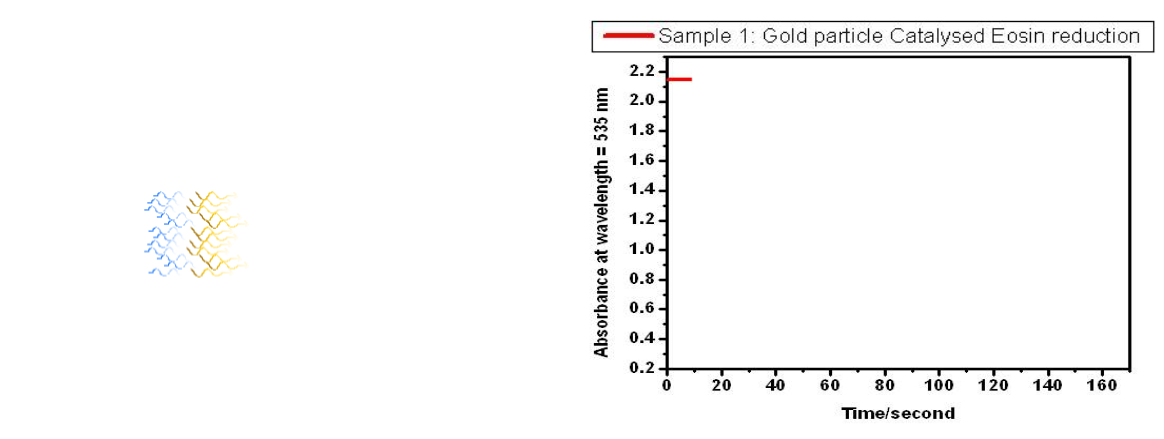 Sample 1: Gold particle Catalysed Eosin reduction
Absorbance at wavelength = 535 nm
2.2
2.0
1.8
1.6
1.4
1.2
1.0
0.8
0.6
0.4
0.2
0 20 40 60 80 100 120 140 160
Time/second